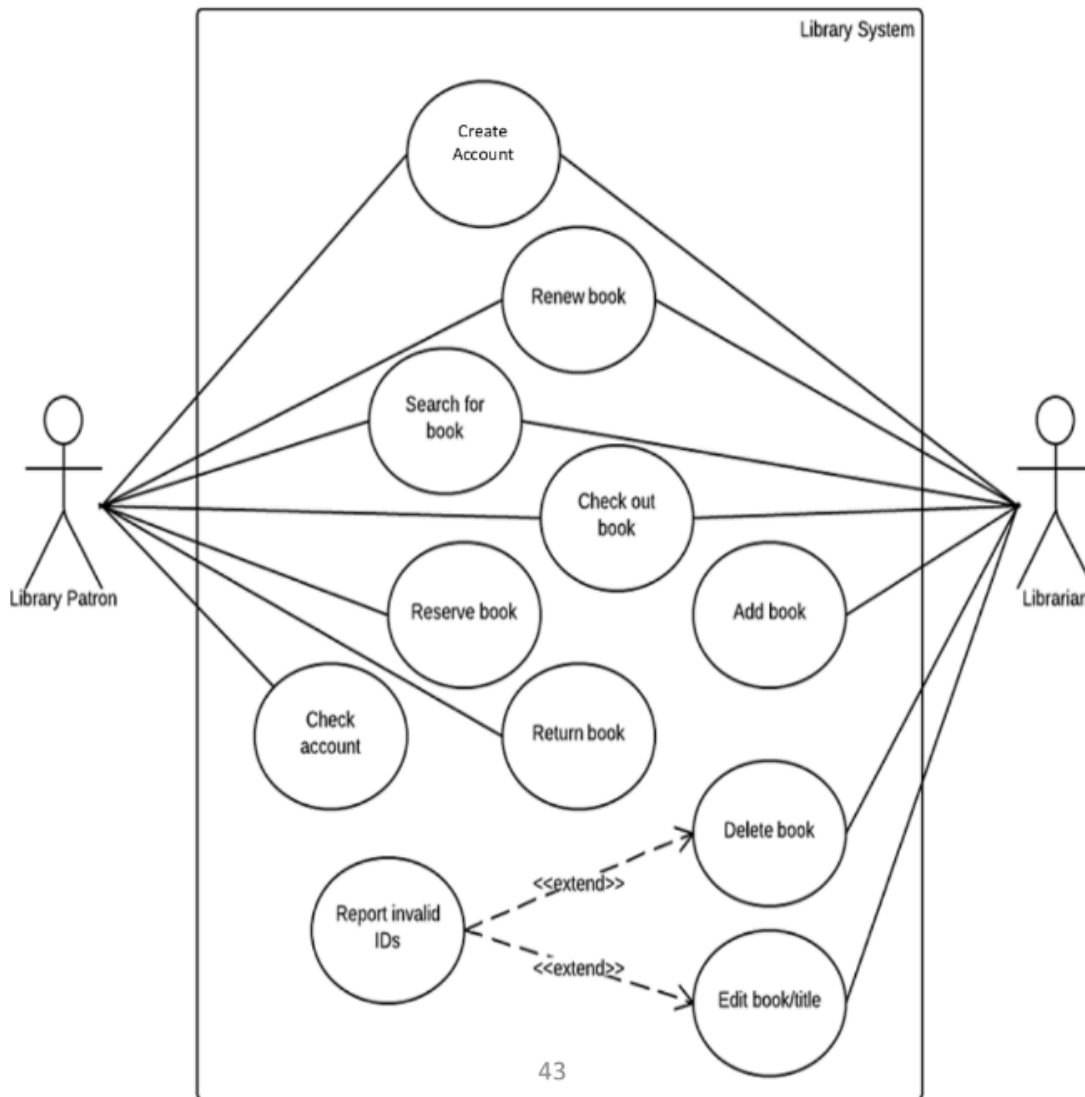 Library System
Create
Account
Renew book
Search for
book
Check out
book
Library Patron
Reserve book
Add book
Librarian
Check
account
Return book
Delete book
<<extend>>
Report invalid
IDs
<<extend>>
Edit book/title
43